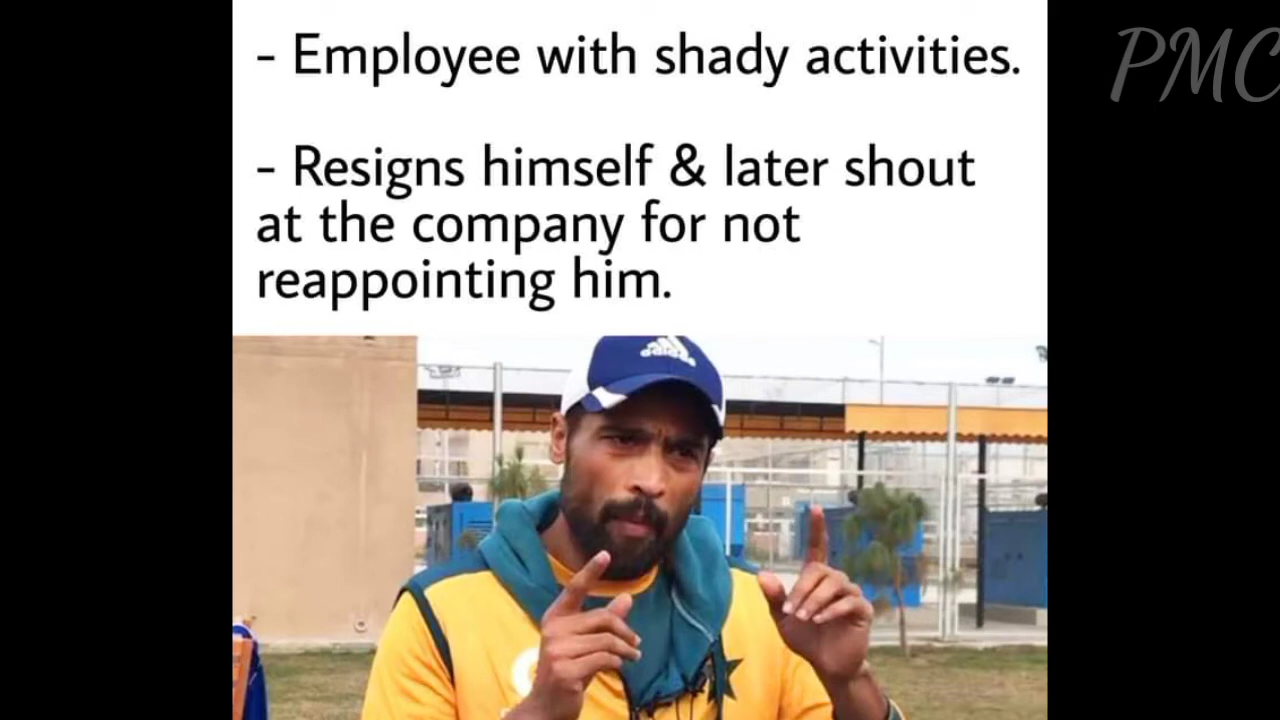 - Employee with shady activities.
PMC
- Resigns himself & later shout
at the company for not
reappointing him.
adidas